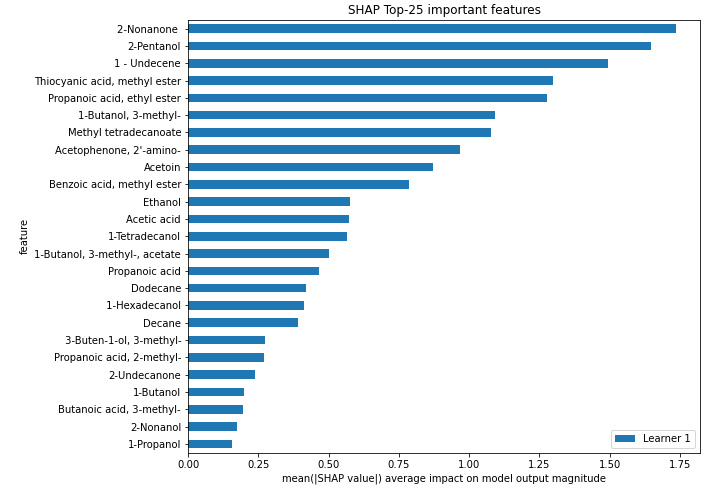 SHAP Top-25 important features
2-Nonanone
2-Pentanol
1 - Undecene
Thiocyanic acid, methyl ester
Propanoic acid, ethyl ester
1-Butanol, 3-methyl-
Methyl tetradecanoate
Acetophenone, 2'-amino-
Acetoin
Benzoic acid, methyl ester
Ethanol
Acetic acid
1-Tetradecanol
1-Butanol, 3-methyl-, acetate
Propanoic acid
Dodecane
1-Hexadecanol
Decane
3-Buten-1-ol, 3-methyl-
Propanoic acid, 2-methyl-
2-Undecanone
1-Butanol
Butanoic acid, 3-methyl-
2-Nonanol
1-Propanol
feature
Learner 1
0.00 0.25 0.50 0.75 1.00 1.25 1.50 1.75
mean(|SHAP value|) average impact on model output magnitude